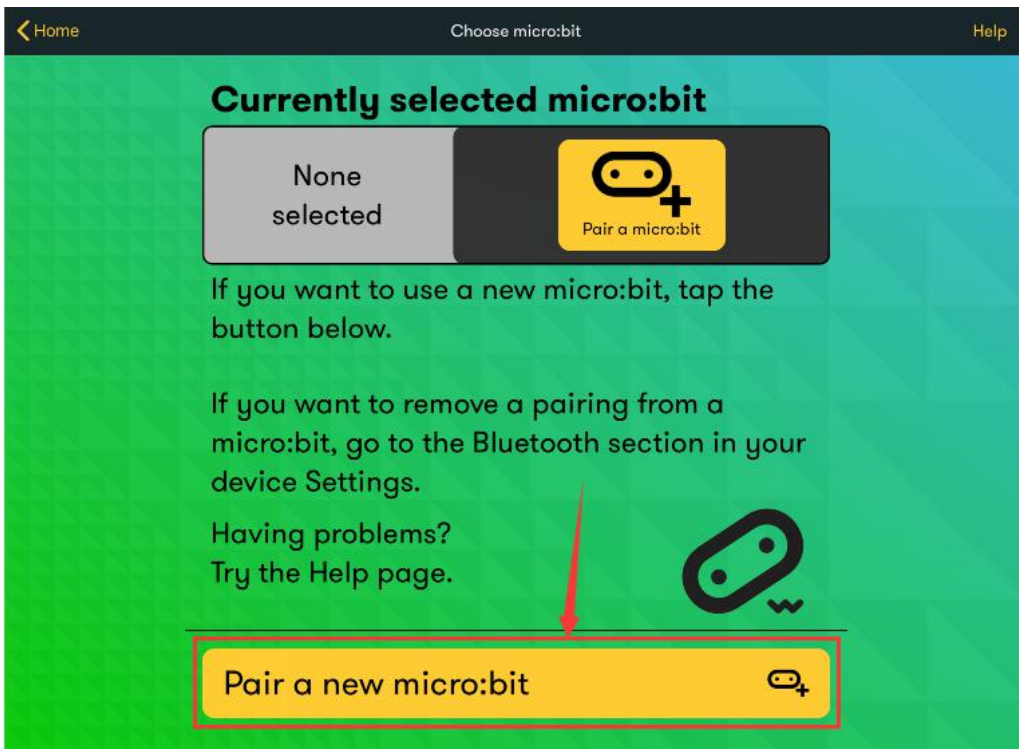 Home
Choose micro:bit
Help
Currently selected micro:bit
None
selected
Pair a micro:bit
If you want to use a new micro:bit, tap the
button below.
If you want to remove a pairing from a
micro:bit, go to the Bluetooth section in your
device Settings.
Having problems?
Try the Help page.
Pair a new micro:bit